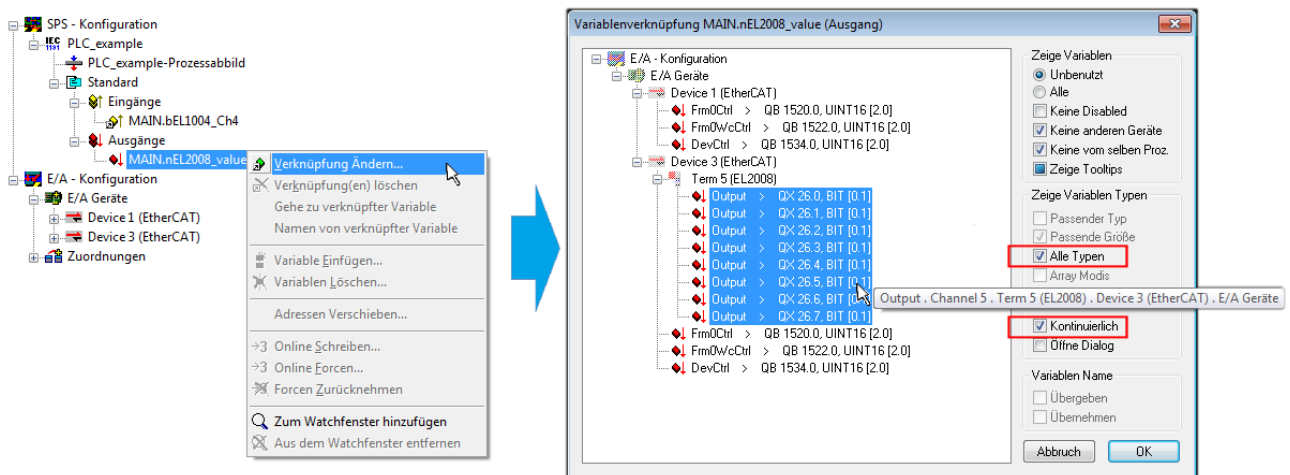 SPS - Konfiguration
IEC 1131 PLC_example
PLC_example-Prozessabbild
Standard
Eingänge
MAIN.bEL1004_Ch4
Ausgänge
MAIN.nEL2008_value
E/A - Konfiguration
E/A Geräte
Device 1 (EtherCAT)
Device 3 (EtherCAT)
Zuordnungen
Verknüpfung Ändern...
Verknüpfung(en) löschen
Gehe zu verknüpfter Variable
Namen von verknüpfter Variable
Variable Einfügen...
Variablen Löschen...
Adressen Verschieben...
→3 Online Schreiben...
→3 Online Forcen...
Forcen Zurücknehmen
Zum Watchfenster hinzufügen
Aus dem Watchfenster entfernen
Variablenverknüpfung MAIN.nEL2008_value (Ausgang)
E/A - Konfiguration
E/A Geräte
Device 1 (EtherCAT)
Frm0Ctrl > QB 1520.0, UINT16 [2.0]
Frm0WcCtrl > QB 1522.0, UINT16 [2.0]
DevCtrl > QB 1534.0, UINT16 [2.0]
Device 3 (EtherCAT)
Term 5 (EL2008)
Output > QX 26.0, BIT [0.1]
Output > QX 26.1, BIT [0.1]
Output > QX 26.2, BIT [0.1]
Output > QX 26.3, BIT [0.1]
Output > QX 26.4, BIT [0.1]
Output > QX 26.5, BIT [0.1]
Output > QX 26.6, BIT [0.1]
Output > QX 26.7, BIT [0.1]
Output . Channel 5 . Term 5 (EL2008) . Device 3 (EtherCAT) . E/A Geräte
Frm0Ctrl > QB 1520.0, UINT16 [2.0]
Frm0WcCtrl > QB 1522.0, UINT16 [2.0]
DevCtrl > QB 1534.0, UINT16 [2.0]
Zeige Variablen
Unbenutzt
Alle
Keine Disabled
Keine anderen Geräte
Keine vom selben Proz.
Zeige Tooltips
Zeige Variablen Typen
Passender Typ
Passende Größe
Alle Typen
Array Modis
Kontinuierlich
Öffne Dialog
Variablen Name
Übergeben
Übernehmen
Abbruch
OK